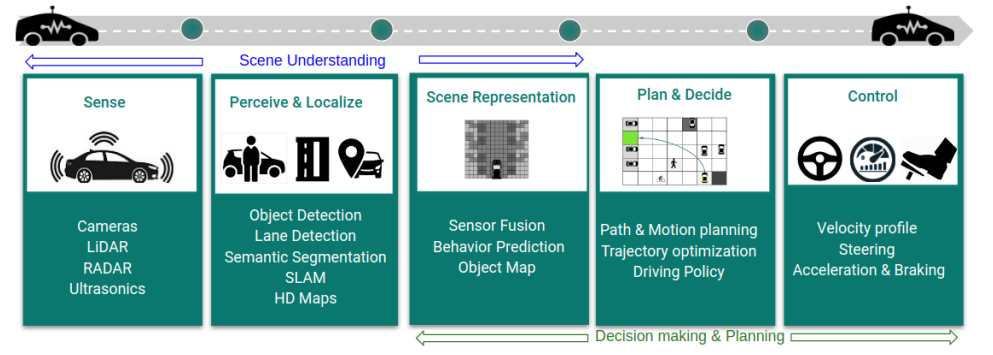 Scene Understanding
Sense
Cameras
LiDAR
RADAR
Ultrasonics
Perceive & Localize
Object Detection
Lane Detection
Semantic Segmentation
SLAM
HD Maps
Scene Representation
Sensor Fusion
Behavior Prediction
Object Map
Plan & Decide
Path & Motion planning
Trajectory optimization
Driving Policy
Control
Velocity profile
Steering
Acceleration & Braking
Decision making & Planning